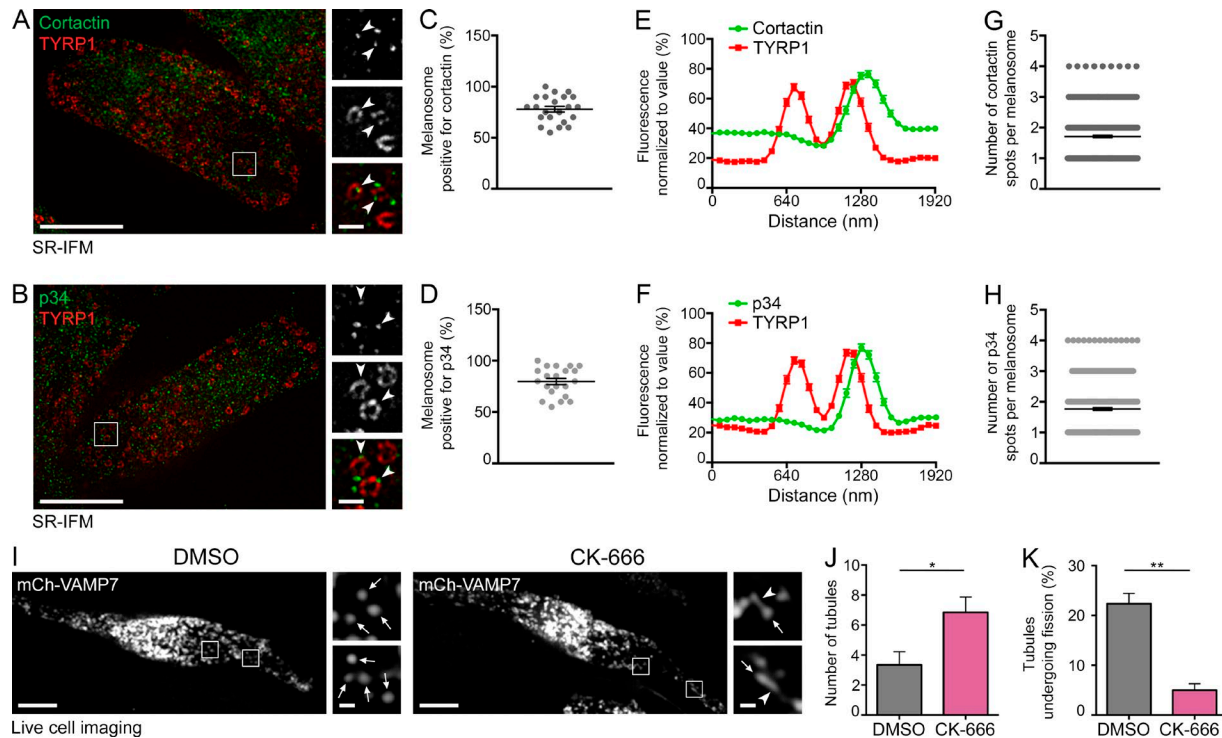 A
Cortactin
TYRP1
SR-IFM
C
Melanosome
positive for cortactin (%)
150
100
50
0
E
Cortactin
TYRP1
Fluorescence
normalized to value (%)
100
80
60
40
20
0
0
640
1280
1920
Distance (nm)
G
Number of cortactin
spots per melanosome
5
4
3
2
1
0
B
p34
TYRP1
SR-IFM
D
Melanosome
positive for p34 (%)
150
100
50
0
F
p34
TYRP1
Fluorescence
normalized to value (%)
100
80
60
40
20
0
0
640
1280
1920
Distance (nm)
H
Number of p34
spots per melanosome
5
4
3
2
1
0
I
DMSO
mCh-VAMP7
CK-666
mCh-VAMP7
Live cell imaging
J
Number of tubules
10
8
6
4
2
0
*
DMSO
CK-666
K
Tubules
undergoing fission (%)
30
20
10
0
**
DMSO
CK-666